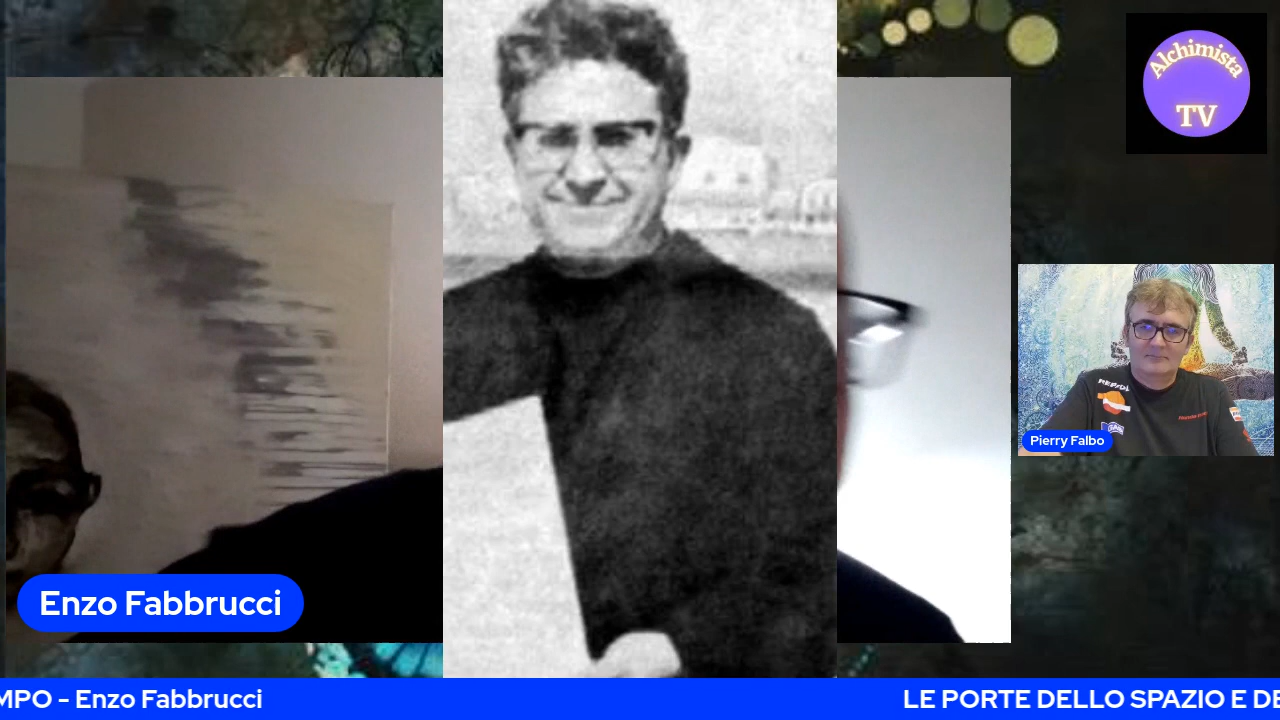 Alchimista
TV
Pierry Falbo
Enzo Fabbrucci
MPO - Enzo Fabbrucci
LE PORTE DELLO SPAZIO E DE